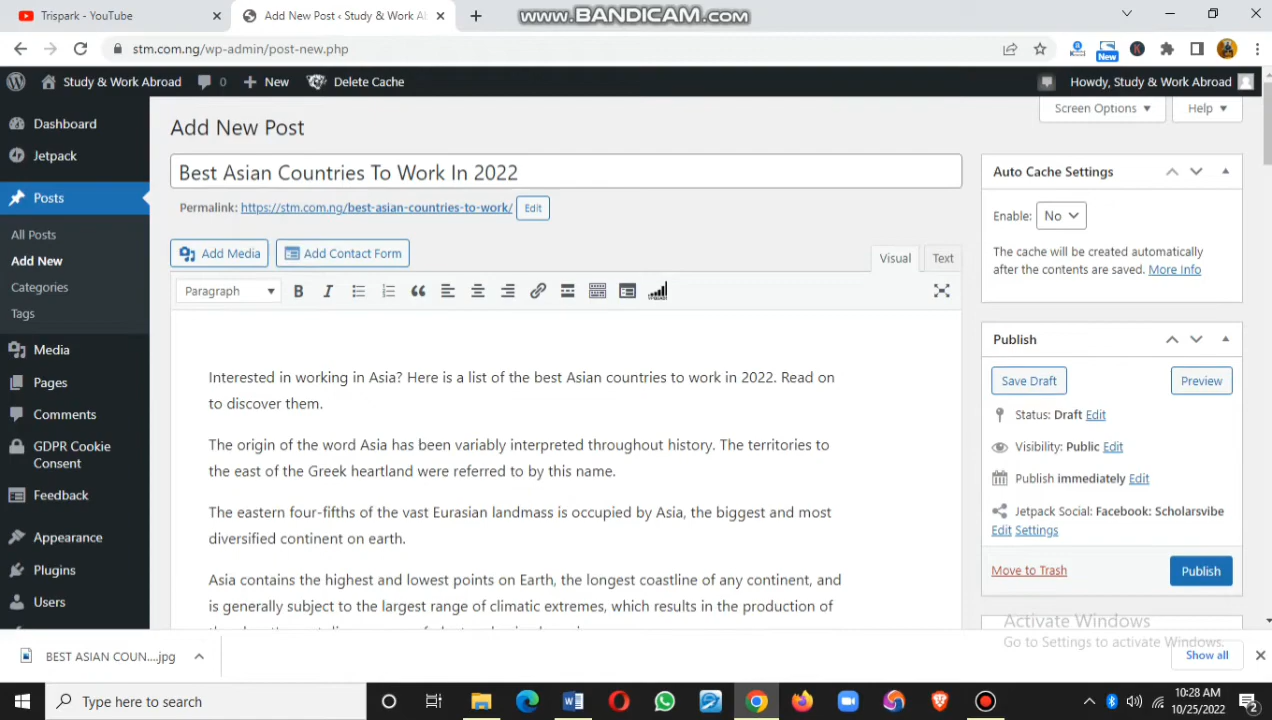 Trispark - YouTube
Add New Post ‹ Study & Work Ab
www.BANDICAM.com
stm.com.ng/wp-admin/post-new.php
New
Study & Work Abroad
0
New
Delete Cache
Howdy, Study & Work Abroad
Screen Options
Help
Dashboard
Jetpack
Posts
All Posts
Add New
Categories
Tags
Media
Pages
Comments
GDPR Cookie
Consent
Feedback
Appearance
Plugins
Users
Add New Post
Best Asian Countries To Work In 2022
Permalink: https://stm.com.ng/best-asian-countries-to-work/ Edit
Add Media
Add Contact Form
Visual
Text
Paragraph
B I
Interested in working in Asia? Here is a list of the best Asian countries to work in 2022. Read on
to discover them.
The origin of the word Asia has been variably interpreted throughout history. The territories to
the east of the Greek heartland were referred to by this name.
The eastern four-fifths of the vast Eurasian landmass is occupied by Asia, the biggest and most
diversified continent on earth.
Asia contains the highest and lowest points on Earth, the longest coastline of any continent, and
is generally subject to the largest range of climatic extremes, which results in the production of
Auto Cache Settings
Enable: No
The cache will be created automatically
after the contents are saved. More Info
Publish
Save Draft
Preview
Status: Draft Edit
Visibility: Public Edit
Publish immediately Edit
Jetpack Social: Facebook: Scholarsvibe
Edit Settings
Move to Trash
Publish
Activate Windows
Go to Settings to activate Windows.
BEST ASIAN COUN....jpg
Show all
Type here to search
10:28 AM
10/25/2022
2